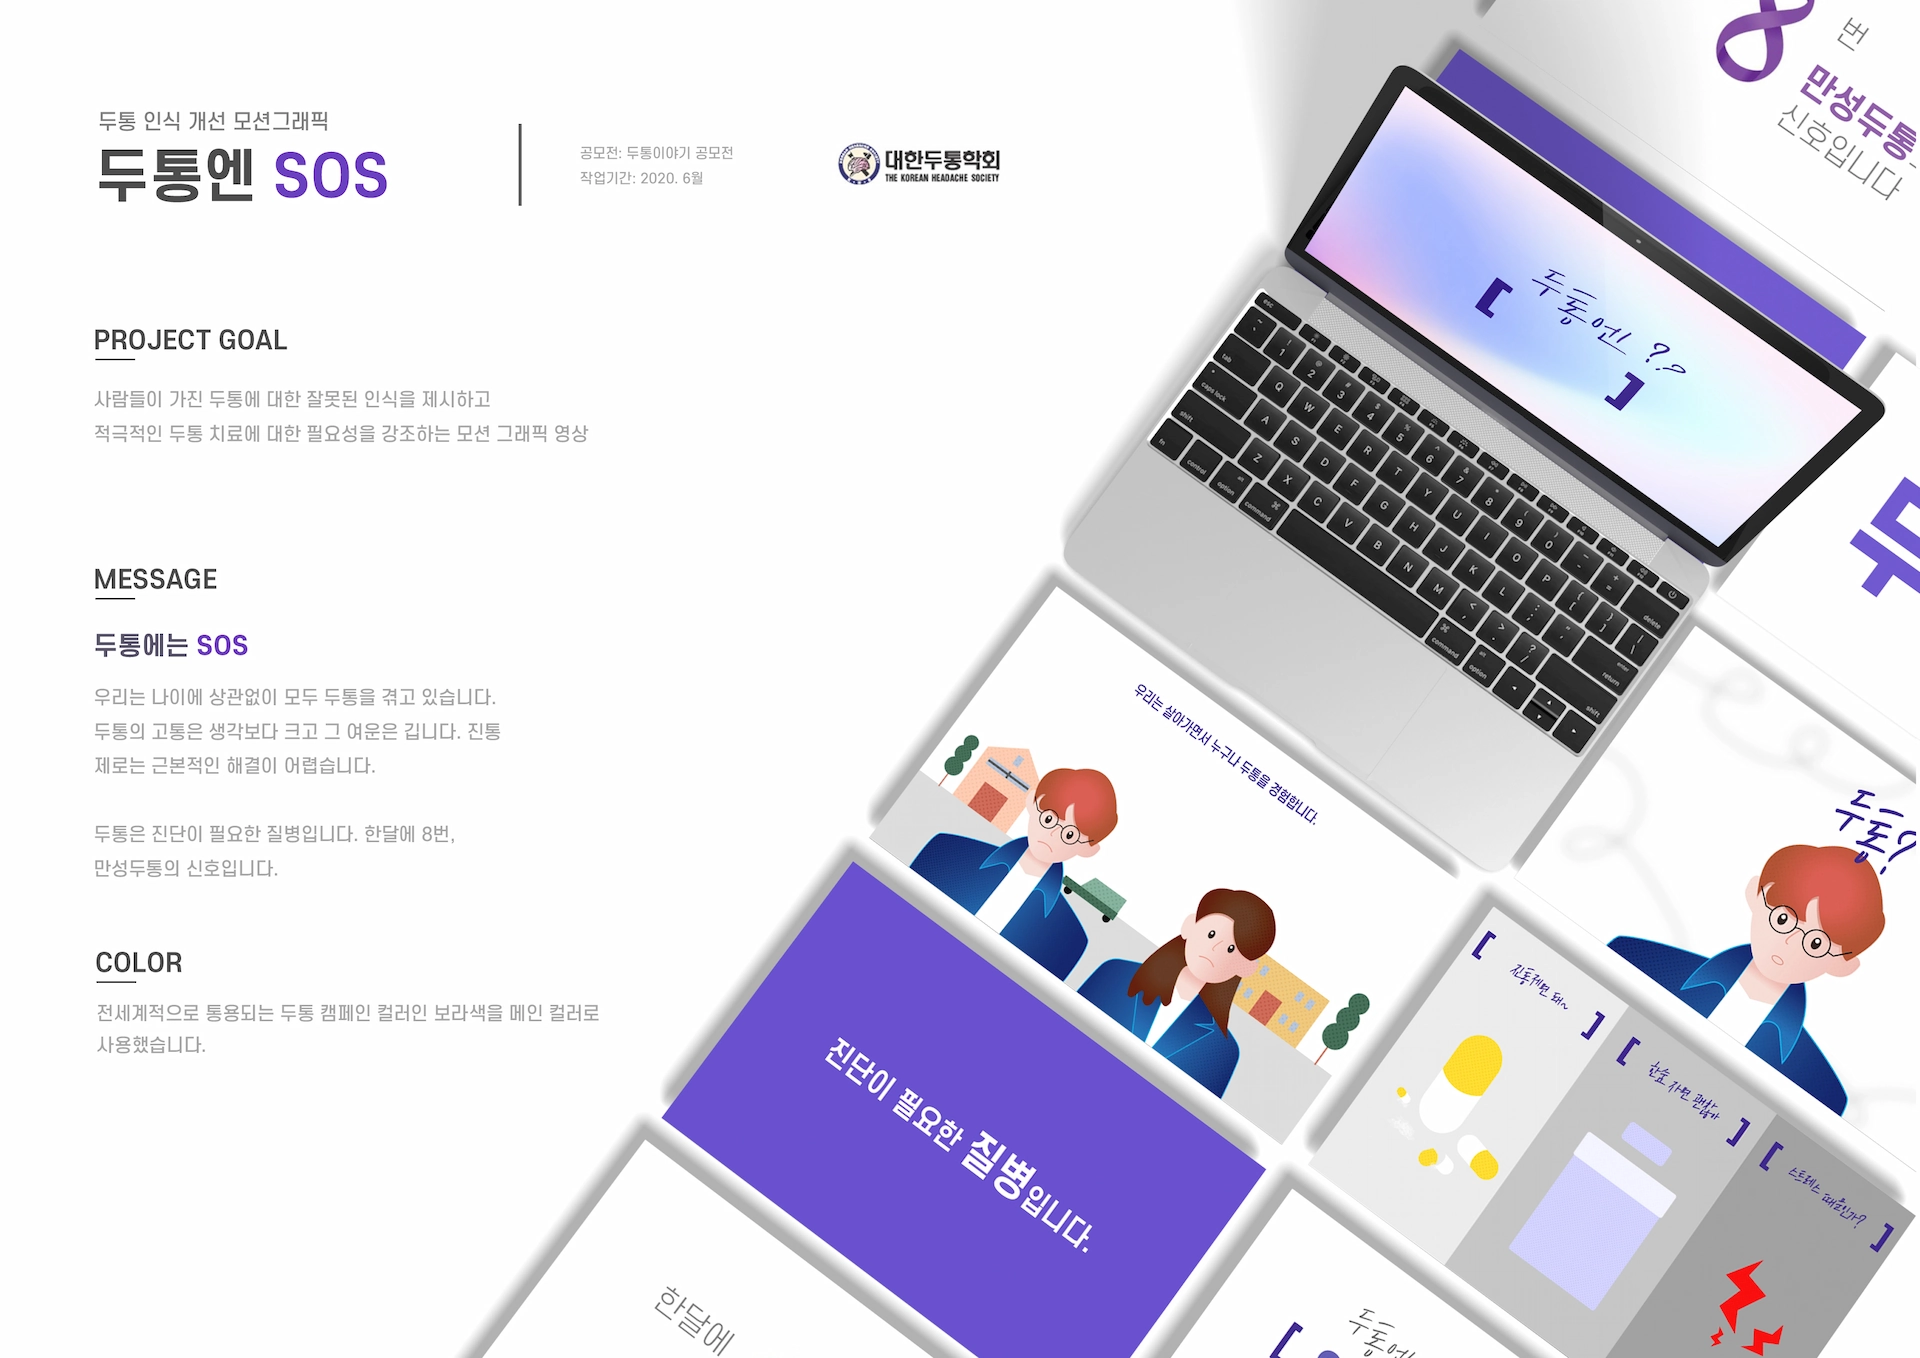 두통 인식 개선 모션그래픽
두통엔 SOS
공모전: 두통이야기 공모전
작업기간: 2020. 6월
대한두통학회
THE KOREAN HEADACHE SOCIETY
PROJECT GOAL
사람들이 가진 두통에 대한 잘못된 인식을 제시하고
적극적인 두통 치료에 대한 필요성을 강조하는 모션 그래픽 영상
MESSAGE
두통에는 SOS
우리는 나이에 상관없이 모두 두통을 겪고 있습니다.
두통의 고통은 생각보다 크고 그 여운은 깁니다. 진통
제로는 근본적인 해결이 어렵습니다.
두통은 진단이 필요한 질병입니다. 한달에 8번,
만성두통의 신호입니다.
COLOR
전세계적으로 통용되는 두통 캠페인 컬러인 보라색을 메인 컬러로
사용했습니다.
8번
만성두통
신호입니다
[ 두통엔 ?? ]
두
우리는 살아가면서 누구나 두통을 경험합니다.
두통?
[ 진통제면 돼~ ]
[ 한숨 자면 괜찮아 ]
[ 스트레스 때문인가? ]
진단이 필요한 질병입니다.
한달에
[ 두통엔